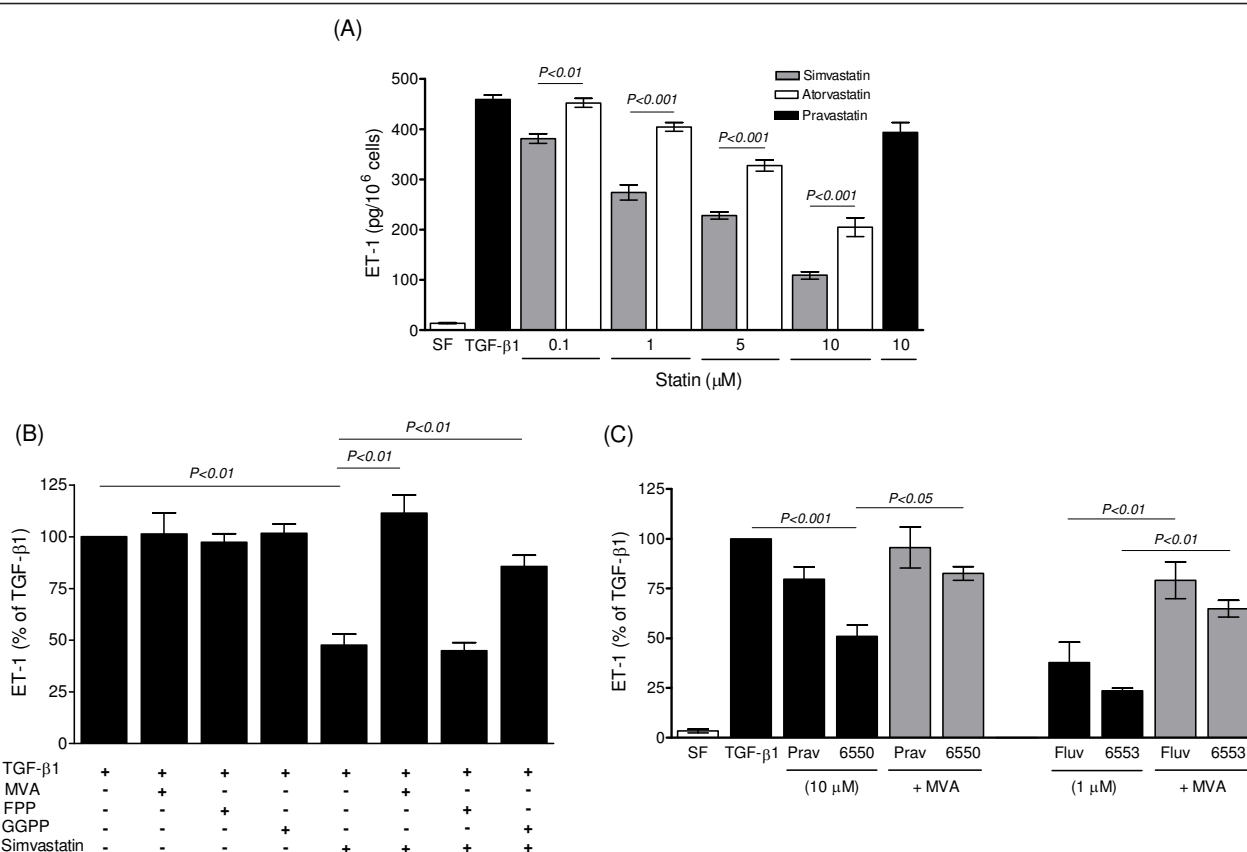 (A)
500
400
300
200
100
0
ET-1 (pg/10⁶ cells)
P<0.01
P<0.001
P<0.001
P<0.001
Simvastatin
Atorvastatin
Pravastatin
SF TGF-β1 0.1 1 5 10 10
Statin (μM)
(B)
P<0.01
P<0.01
P<0.01
125
100
75
50
25
0
ET-1 (% of TGF-β1)
TGF-β1 + + + + + + + +
MVA - + - - - + - -
FPP - - + - - - + -
GGPP - - - + - - - +
Simvastatin - - - - + + + +
(C)
125
100
75
50
25
0
ET-1 (% of TGF-β1)
P<0.001
P<0.05
P<0.01
P<0.01
SF TGF-β1 Prav 6550 Prav 6550 Fluv 6553 Fluv 6553
(10 μM) + MVA (1 μM) + MVA